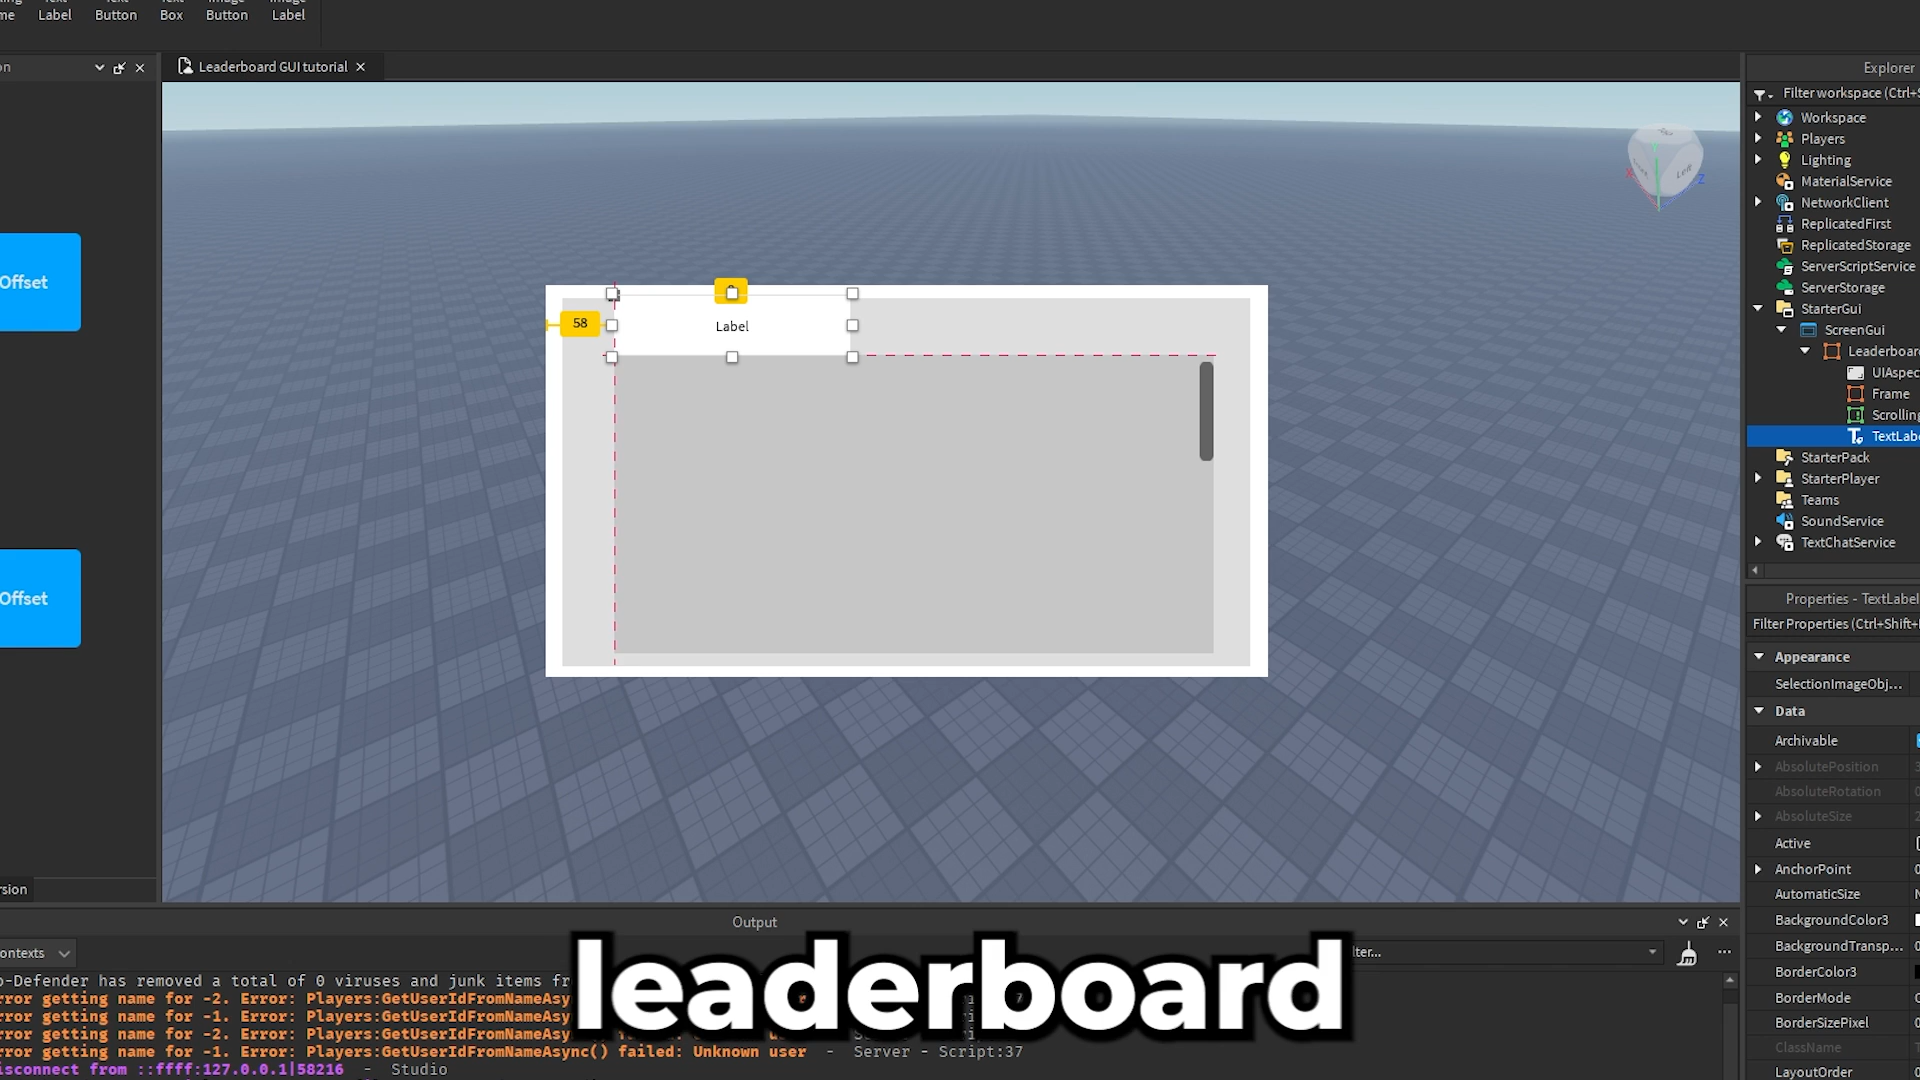 Label
Button
Box
Button
Label
Leaderboard GUI tutorial
Explorer
Filter workspace (Ctrl+S
Workspace
Players
Lighting
MaterialService
NetworkClient
ReplicatedFirst
ReplicatedStorage
ServerScriptService
ServerStorage
StarterGui
ScreenGui
Leaderboar
UIAspec
Frame
Scrolling
TextLabe
StarterPack
StarterPlayer
Teams
SoundService
TextChatService
Left
Offset
Offset
58
Label
Properties - TextLabel
Filter Properties (Ctrl+Shift+
Appearance
SelectionImageObj...
Data
Archivable
AbsolutePosition
AbsoluteRotation
AbsoluteSize
Active
AnchorPoint
AutomaticSize
BackgroundColor3
BackgroundTransp...
BorderColor3
BorderMode
BorderSizePixel
ClassName
LayoutOrder
rsion
Output
ontexts
lter...
o-Defender has removed a total of 0 viruses and junk items fr
rror getting name for -2. Error: Players:GetUserIdFromNameAsy
rror getting name for -1. Error: Players:GetUserIdFromNameAsy
rror getting name for -2. Error: Players:GetUserIdFromNameAsy
rror getting name for -1. Error: Players:GetUserIdFromNameAsync() failed: Unknown user - Server - Script:37
isconnect from ::ffff:127.0.0.1|58216 - Studio
leaderboard